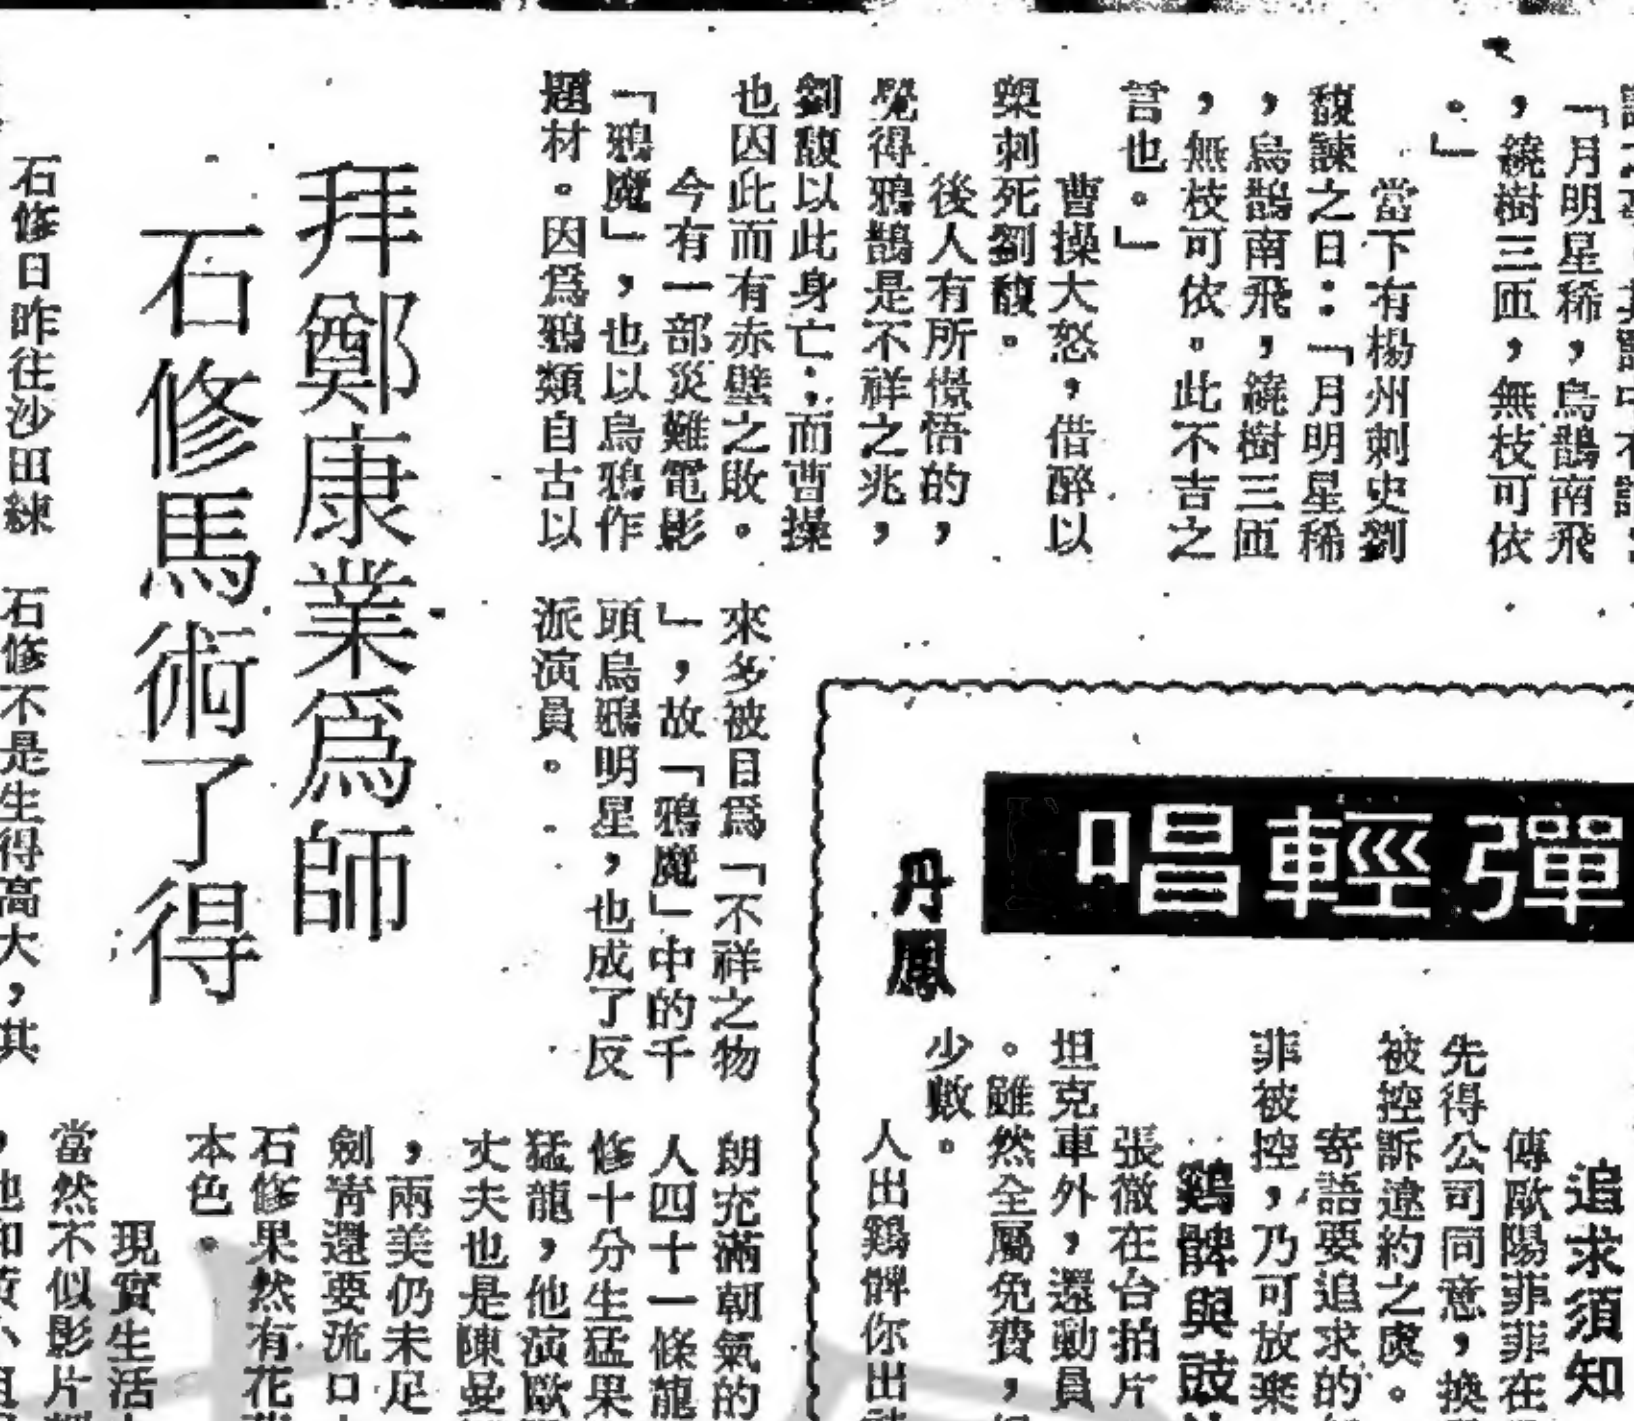 「月明星稀，烏鵲南飛
，繞樹三匝，無枝可依
。」
當下有楊州刺史劉
馥諫之日：「月明星稀
，烏鵲南飛，繞樹三匝
，無枝可依。此不吉之
言也。」
曹操大怒，借醉以
槊刺死劉馥。
後人有所憬悟的，
覺得鴉鵲是不祥之兆，
劉馥以此身亡；而曹操
也因此而有赤壁之敗。
今有一部災難電影
「鴉魔」，也以烏鴉作
題材。因爲鴉類自古以
來多被目爲「不祥之物
」，故「鴉魔」中的千
頭烏鴉明星，也成了反
派演員。
拜鄭康業爲師
石修馬術了得
石修日昨往沙田練
石修不是生得高大，其
朗充滿朝氣的
人四十一條龍
修十分生猛果
猛龍，他演歐
丈夫也是陳曼
，兩美仍未足
劍靑還要流口
石修果然有花
本色。
現實生活
當然不似影片
，他和黃小
唱輕彈
丹鳳
追求須知
傳歐陽菲菲在
先得公司同意，換
被控訴違約之虞。
寄語要追求的
菲被控，乃可放棄
鷄髀與豉
張徹在台拍片
坦克車外，還動員
。雖然全屬免費，
少數。
人出鷄髀你出